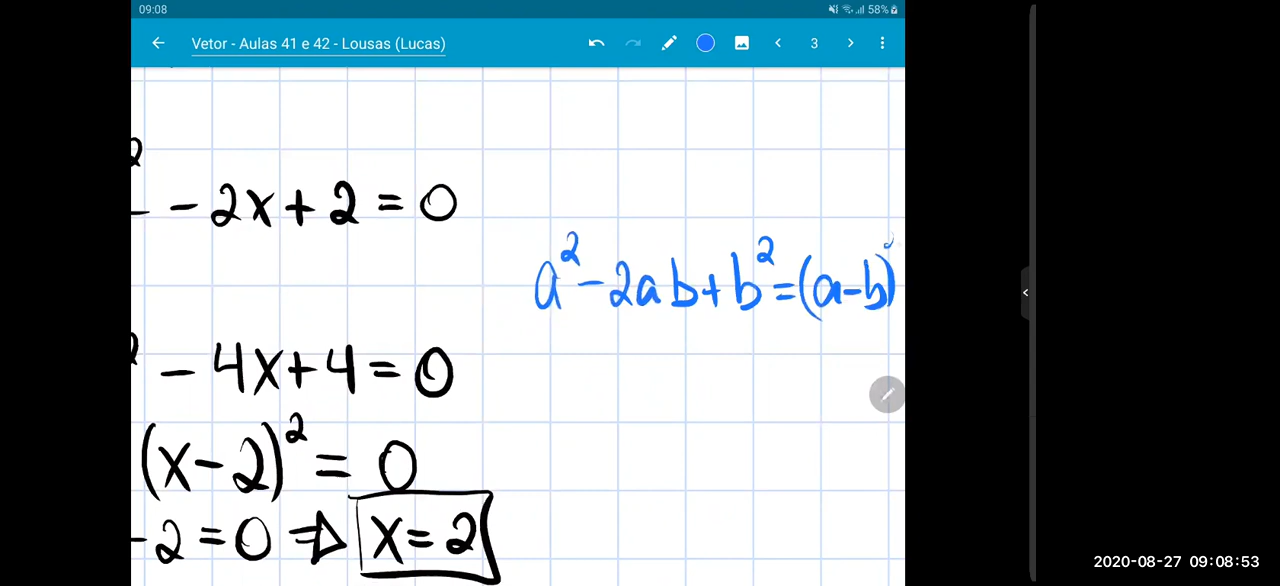 09:08 58%
Vetor - Aulas 41 e 42 - Lousas (Lucas) 3
- 2x + 2 = 0
a² - 2ab + b² = (a-b)²
- 4x + 4 = 0
(x - 2)² = 0
- 2 = 0 ⇒ x = 2
2020-08-27 09:08:53